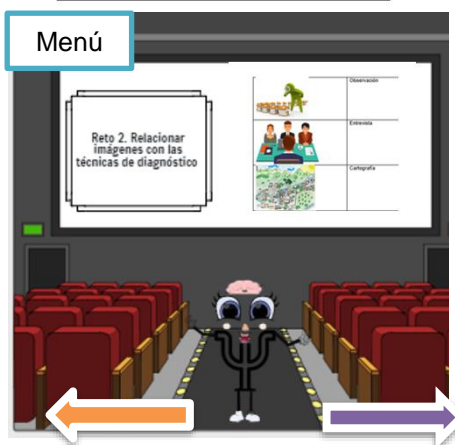 Menú
Reto 2. Relacionar
imágenes con las
técnicas de diagnóstico
Observación
Entrevista
Cartografía